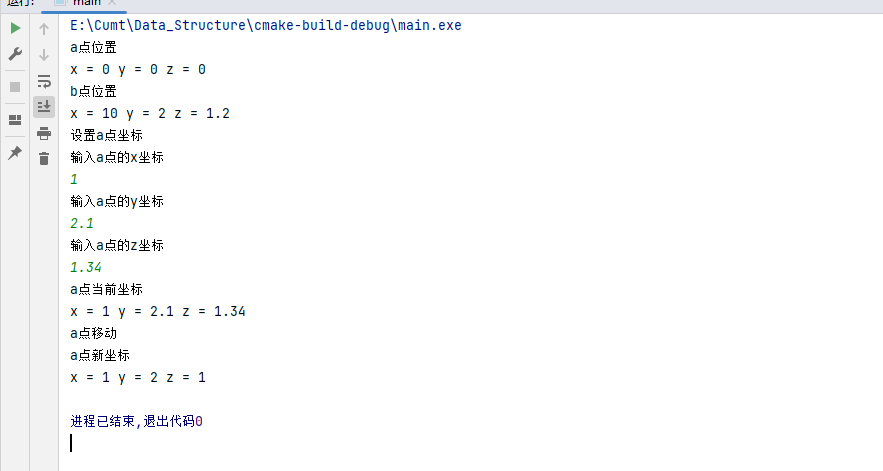 运行:
main
E:\Cumt\Data_Structure\cmake-build-debug\main.exe
a点位置
x = 0 y = 0 z = 0
b点位置
x = 10 y = 2 z = 1.2
设置a点坐标
输入a点的x坐标
1
输入a点的y坐标
2.1
输入a点的z坐标
1.34
a点当前坐标
x = 1 y = 2.1 z = 1.34
a点移动
a点新坐标
x = 1 y = 2 z = 1
进程已结束,退出代码0